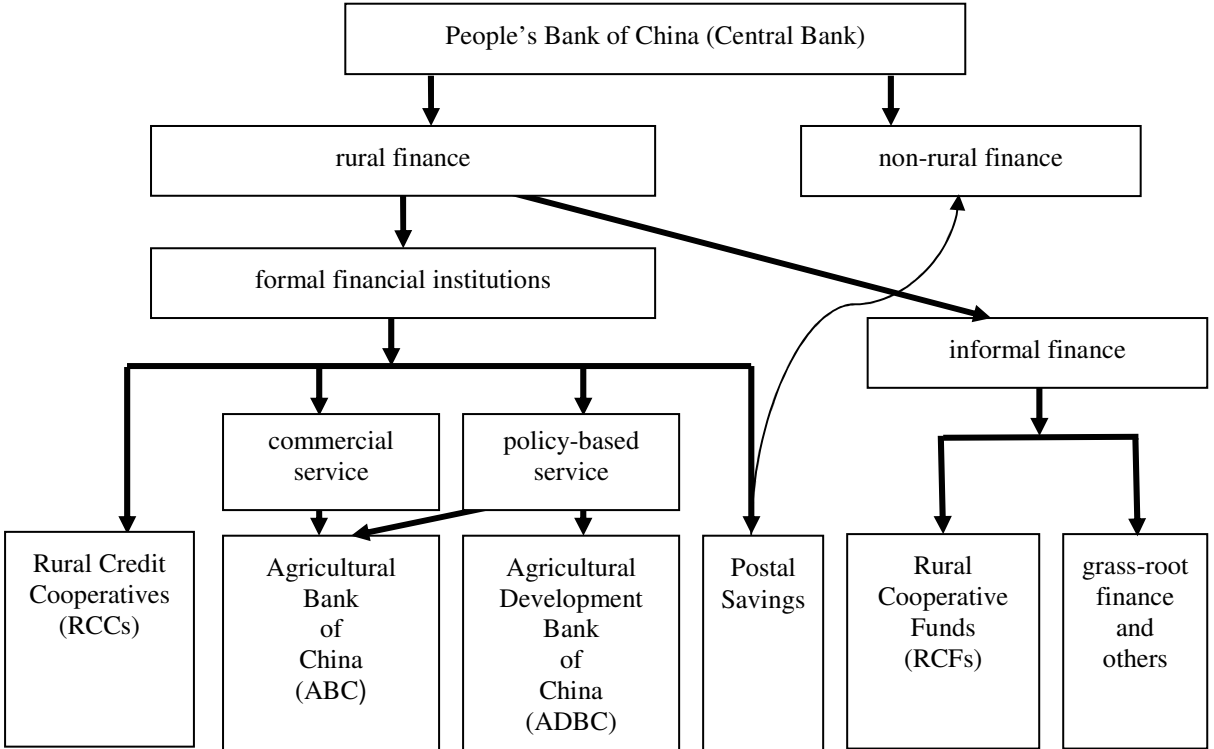 People’s Bank of China (Central Bank)
rural finance
non-rural finance
formal financial institutions
informal finance
commercial
service
policy-based
service
Rural Credit
Cooperatives
(RCCs)
Agricultural
Bank
of
China
(ABC)
Agricultural
Development
Bank
of
China
(ADBC)
Postal
Savings
Rural
Cooperative
Funds
(RCFs)
grass-root
finance
and
others